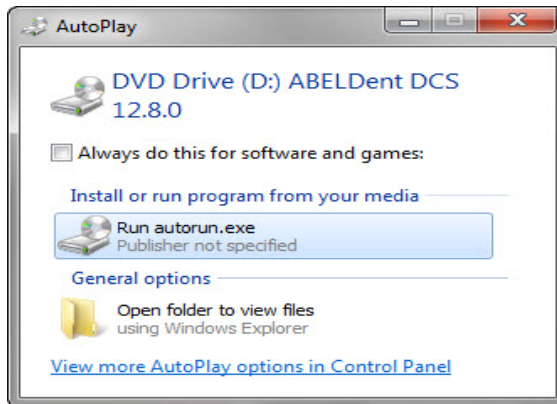 AutoPlay
DVD Drive (D:) ABELDent DCS
12.8.0
Always do this for software and games:
Install or run program from your media
Run autorun.exe
Publisher not specified
General options
Open folder to view files
using Windows Explorer
View more AutoPlay options in Control Panel